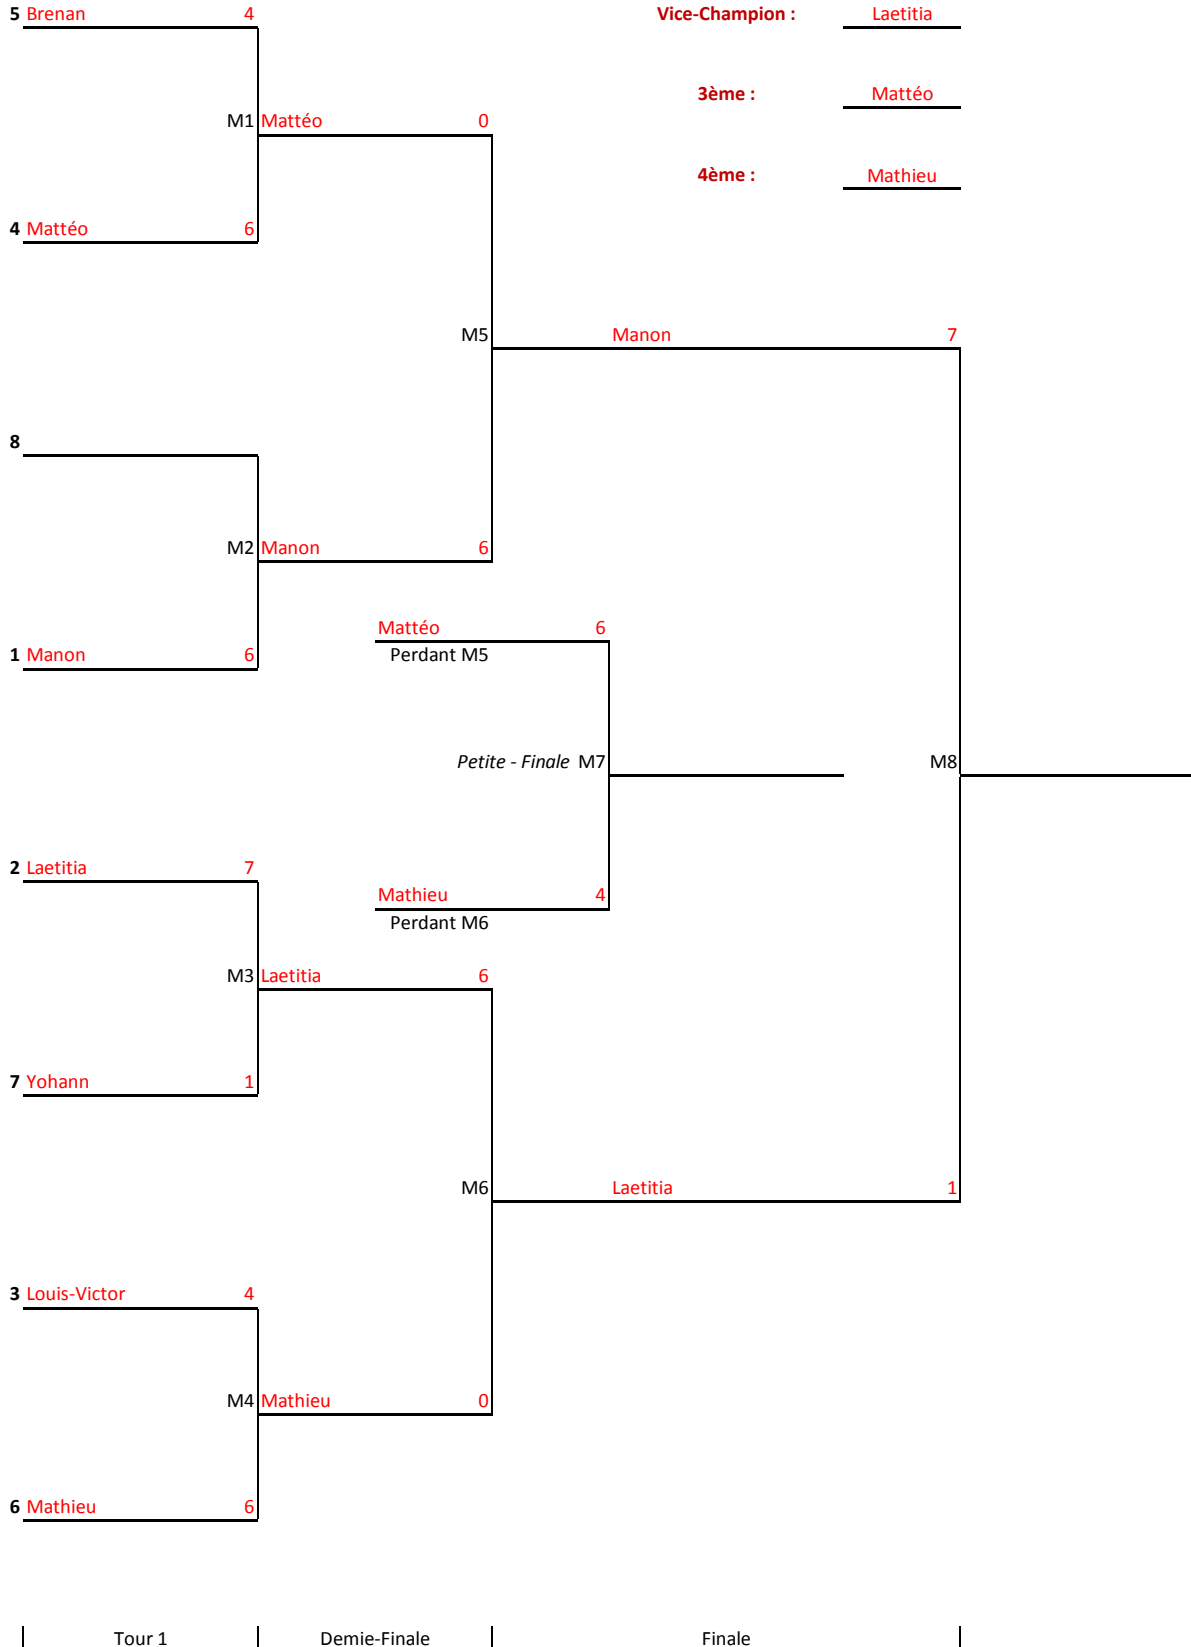 5 Brenan 4 Vice-Champion : Laetitia
3ème : Mattéo
M1 Mattéo 0
4ème : Mathieu
4 Mattéo 6
M5 Manon 7
8
M2 Manon 6
Mattéo 6
1 Manon 6 Perdant M5
Petite - Finale M7 M8
2 Laetitia 7
Mathieu 4
Perdant M6
M3 Laetitia 6
7 Yohann 1
M6 Laetitia 1
3 Louis-Victor 4
M4 Mathieu 0
6 Mathieu 6
Tour 1 Demie-Finale Finale